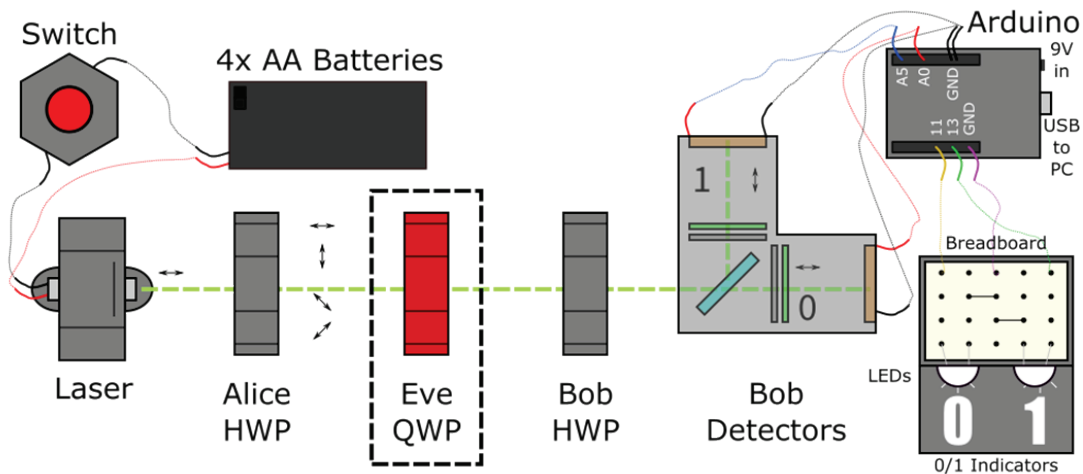 Switch
4x AA Batteries
Arduino
9V
in
A5
A0
GND
11
13
GND
USB
to
PC
1
0
Breadboard
Laser
Alice
HWP
Eve
QWP
Bob
HWP
Bob
Detectors
LEDs
0 1
0/1 Indicators